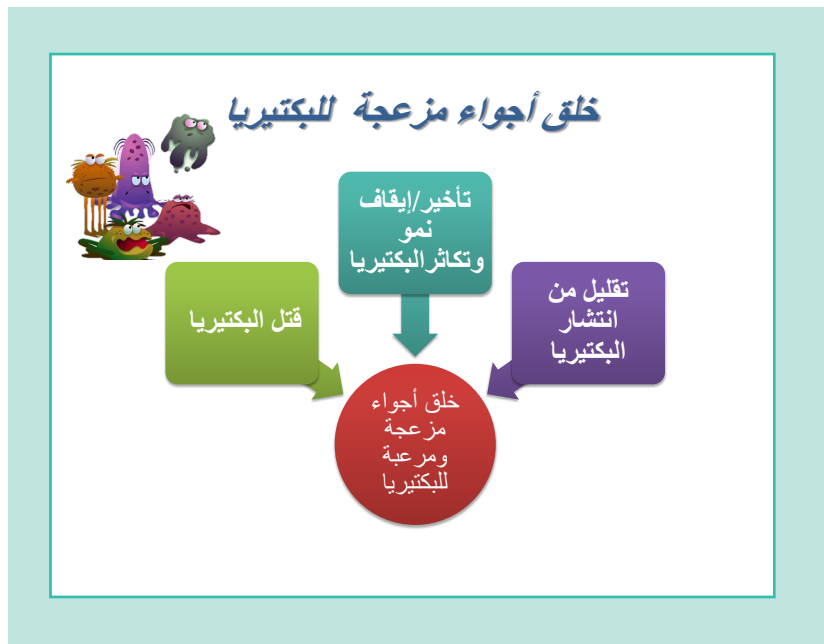 خلق أجواء مزعجة للبكتيريا
تأخير/إيقاف
نمو
وتكاثرالبكتيريا
تقليل من
انتشار
البكتيريا
قتل البكتيريا
خلق أجواء
مزعجة
ومرعبة
للبكتيريا